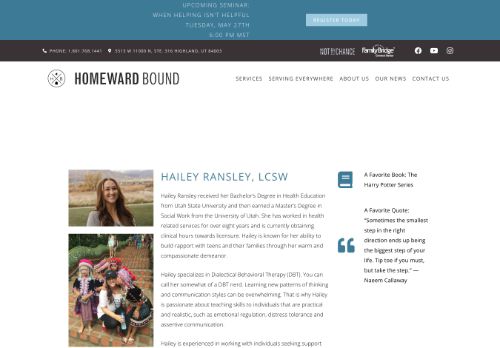 UPCOMING SEMINAR:
WHEN HELPING ISN'T HELPFUL
TUESDAY, MAY 27TH
6:00 PM MST
REGISTER TODAY
PHONE: 1.801.768.1441
5513 W 11000 N, STE. 316 HIGHLAND, UT 84003
NOT BY CHANCE
FamilyBridge
HOMEWARD BOUND
SERVICES
SERVING EVERYWHERE
ABOUT US
OUR NEWS
CONTACT US
HAILEY RANSLEY, LCSW
Hailey Ransley received her Bachelor's Degree in Health Education
from Utah State University and then earned a Master's Degree in
Social Work from the University of Utah. She has worked in health
related services for over eight years and is currently obtaining
clinical hours towards licensure. Hailey is known for her ability to
build rapport with teens and their families through her warm and
compassionate demeanor.
Hailey specializes in Dialectical Behavioral Therapy (DBT). You can
call her somewhat of a DBT nerd. Learning new patterns of thinking
and communication styles can be overwhelming. That is why Hailey
is passionate about teaching skills to individuals that are practical
and realistic, such as emotional regulation, distress tolerance and
assertive communication.
Hailey is experienced in working with individuals seeking support
A Favorite Book: The
Harry Potter Series
A Favorite Quote:
"Sometimes the smallest
step in the right
direction ends up being
the biggest step of your
life. Tip toe if you must,
but take the step." —
Naeem Callaway